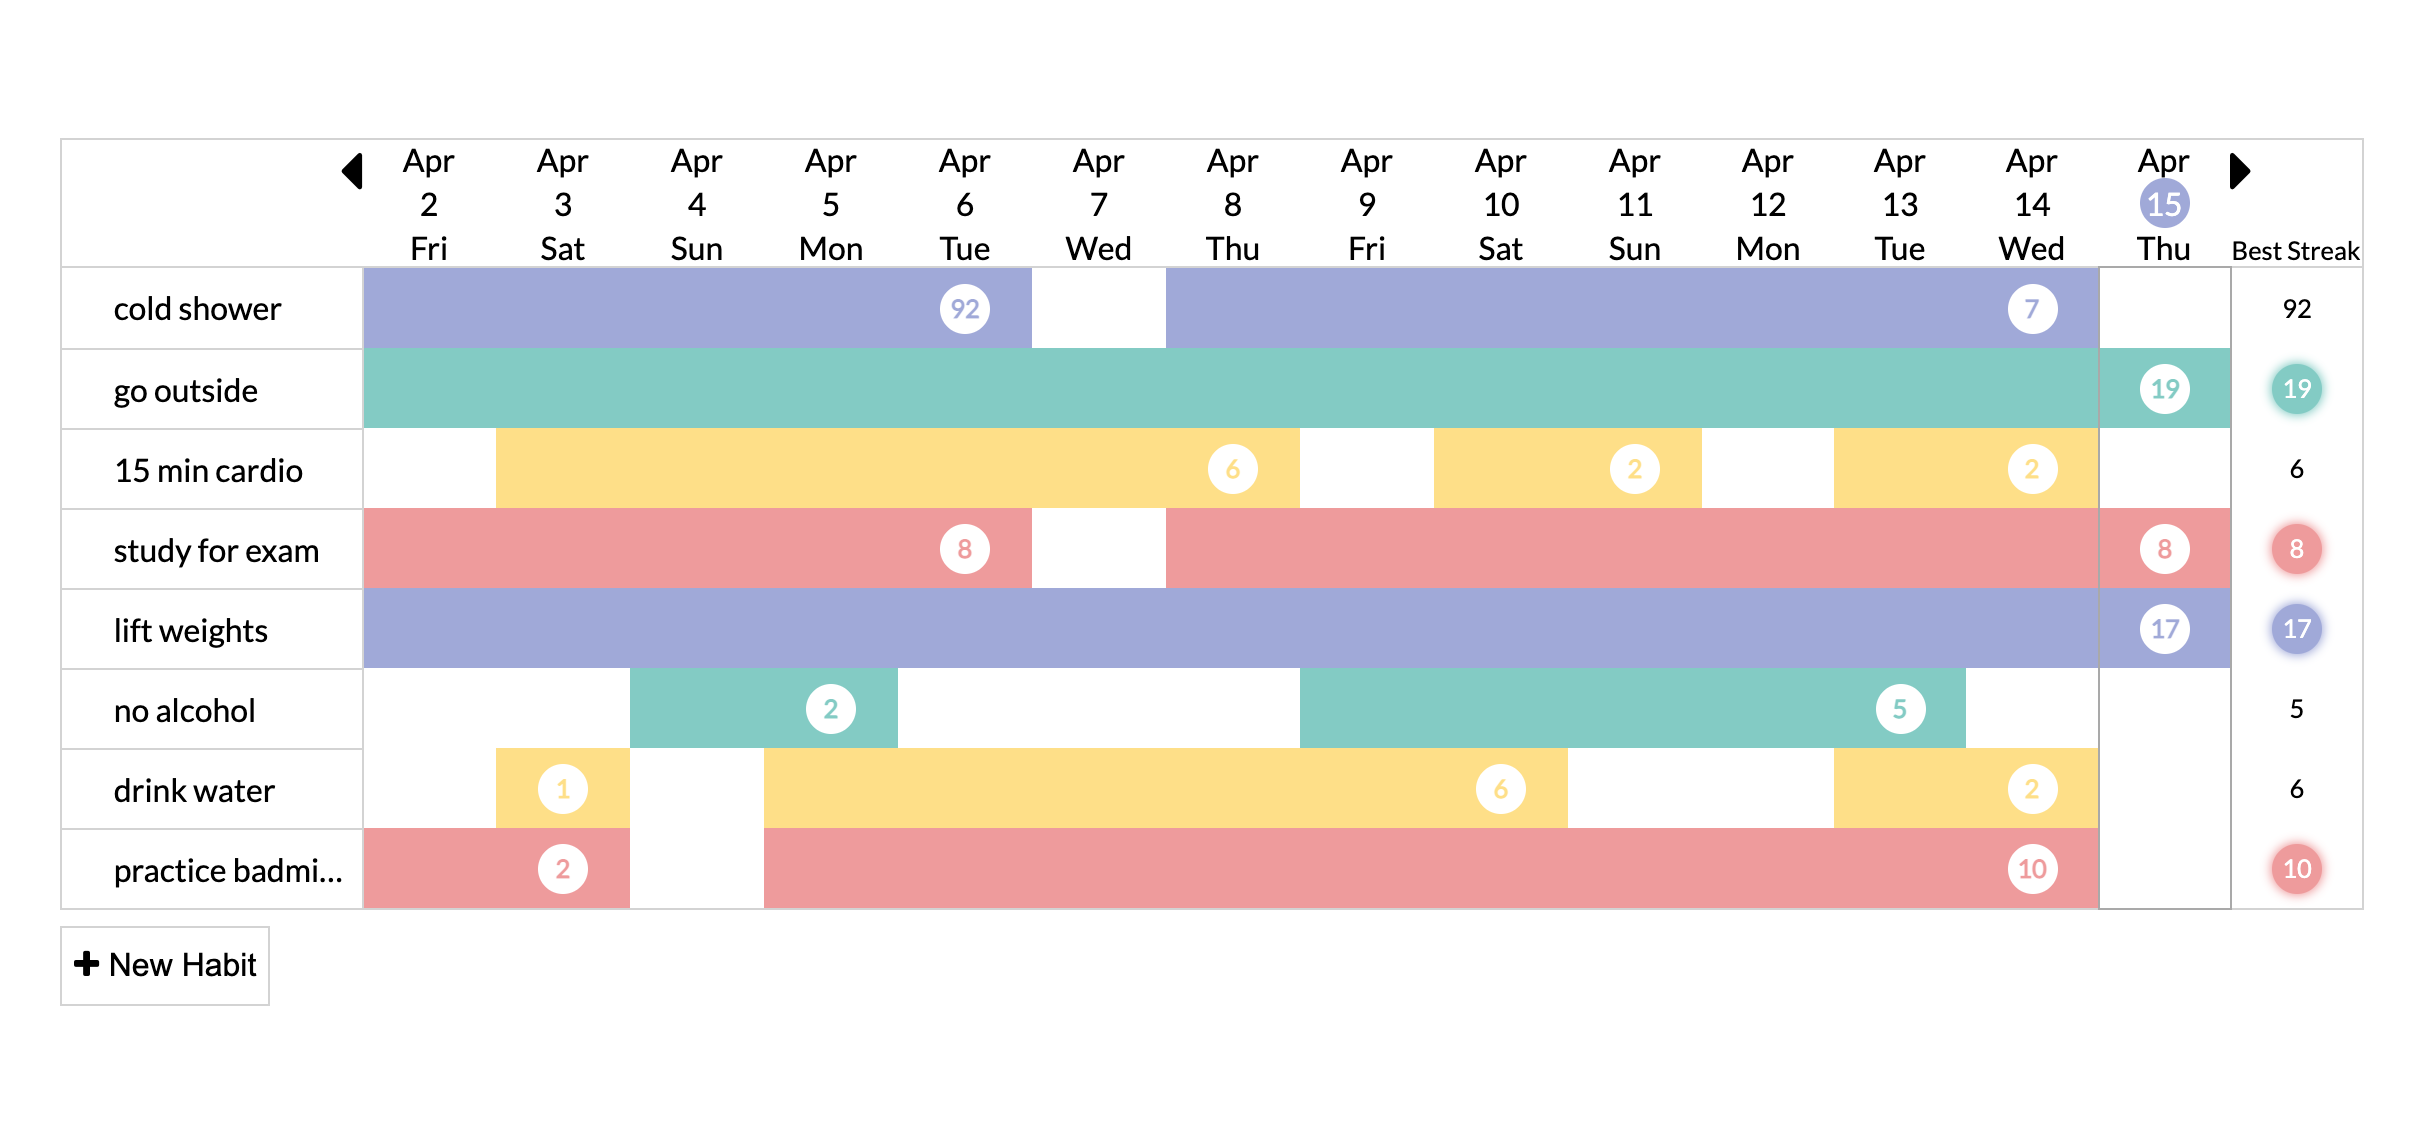 Apr Apr Apr Apr Apr Apr Apr Apr Apr Apr Apr Apr Apr Apr
2 3 4 5 6 7 8 9 10 11 12 13 14 15
Fri Sat Sun Mon Tue Wed Thu Fri Sat Sun Mon Tue Wed Thu Best Streak
cold shower 92 7 92
go outside 19 19
15 min cardio 6 2 2 6
study for exam 8 8 8
lift weights 17 17
no alcohol 2 5 5
drink water 1 6 2 6
practice badmi... 2 10 10
New Habit